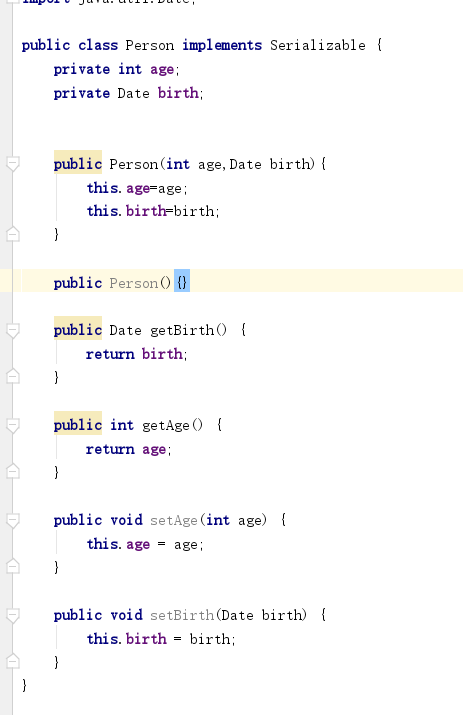 import java.util.Date;
public class Person implements Serializable {
private int age;
private Date birth;
public Person(int age,Date birth){
this.age=age;
this.birth=birth;
}
public Person(){}
public Date getBirth() {
return birth;
}
public int getAge() {
return age;
}
public void setAge(int age) {
this.age = age;
}
public void setBirth(Date birth) {
this.birth = birth;
}
}